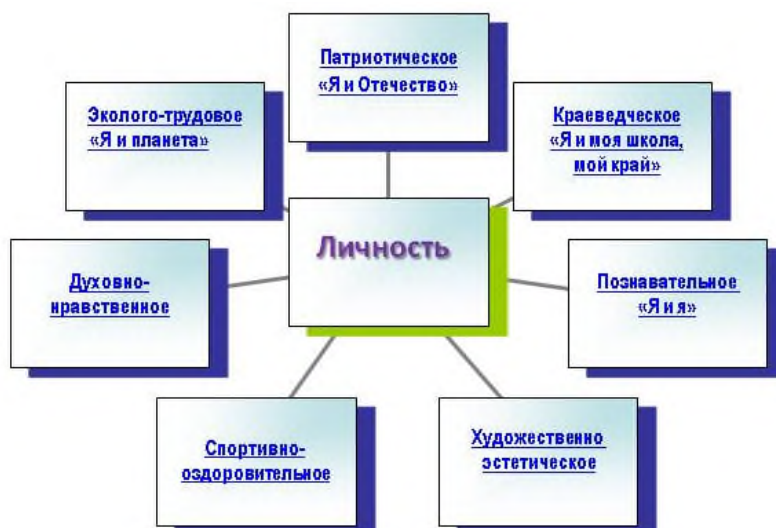 Патриотическое
«Я и Отечество»
Эколого-трудовое
«Я и планета»
Краеведческое
«Я и моя школа,
мой край»
Личность
Духовно-
нравственное
Познавательное
«Я и я»
Спортивно-
оздоровительное
Художественно
эстетическое